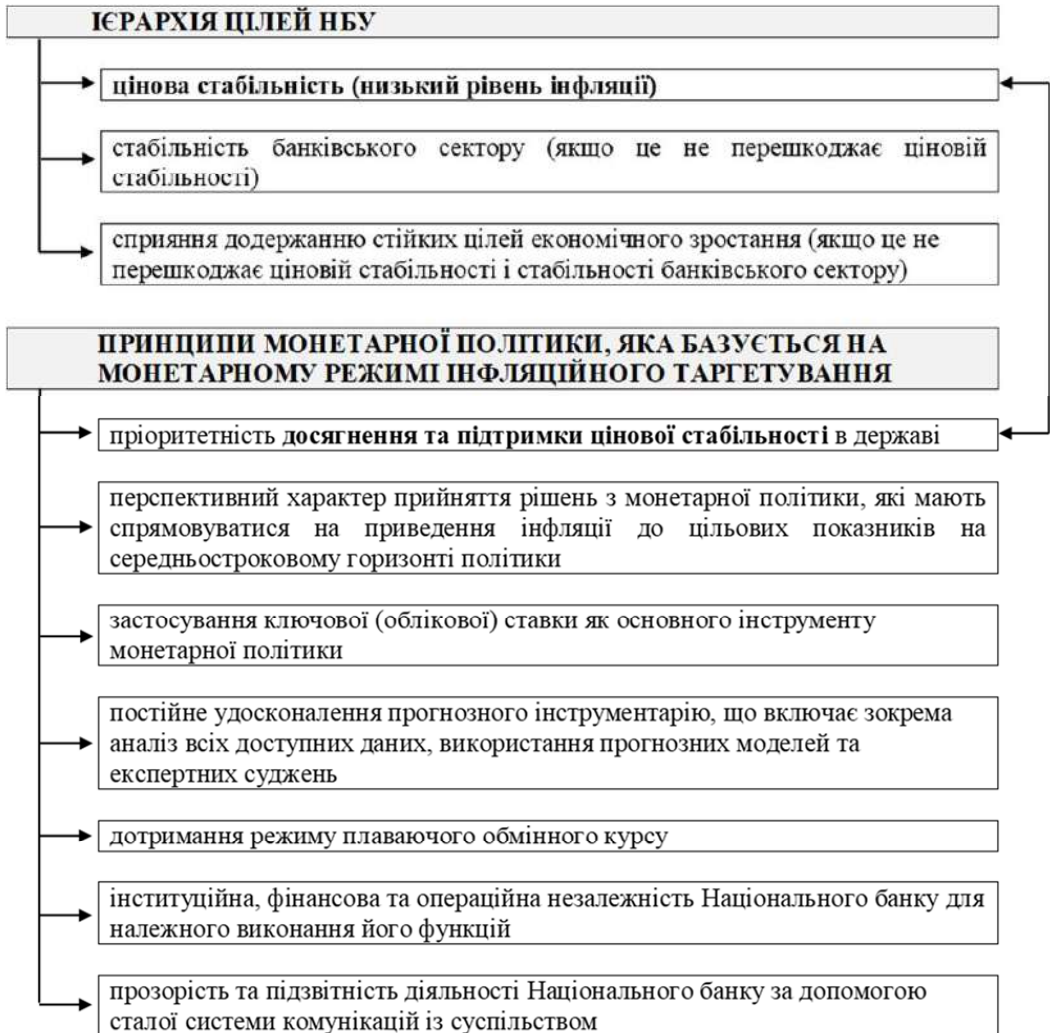 ІЄРАРХІЯ ЦІЛЕЙ НБУ
цінова стабільність (низький рівень інфляції)
стабільність банківського сектору (якщо це не перешкоджає ціновій
стабільності)
сприяння додержанню стійких цілей економічного зростання (якщо це не
перешкоджає ціновій стабільності і стабільності банківського сектору)
ПРИНЦИПИ МОНЕТАРНОЇ ПОЛІТИКИ, ЯКА БАЗУЄТЬСЯ НА
МОНЕТАРНОМУ РЕЖИМІ ІНФЛЯЦІЙНОГО ТАРГЕТУВАННЯ
пріоритетність досягнення та підтримки цінової стабільності в державі
перспективний характер прийняття рішень з монетарної політики, які мають
спрямовуватися на приведення інфляції до цільових показників на
середньостроковому горизонті політики
застосування ключової (облікової) ставки як основного інструменту
монетарної політики
постійне удосконалення прогнозного інструментарію, що включає зокрема
аналіз всіх доступних даних, використання прогнозних моделей та
експертних суджень
дотримання режиму плаваючого обмінного курсу
інституційна, фінансова та операційна незалежність Національного банку для
належного виконання його функцій
прозорість та підзвітність діяльності Національного банку за допомогою
сталої системи комунікацій із суспільством